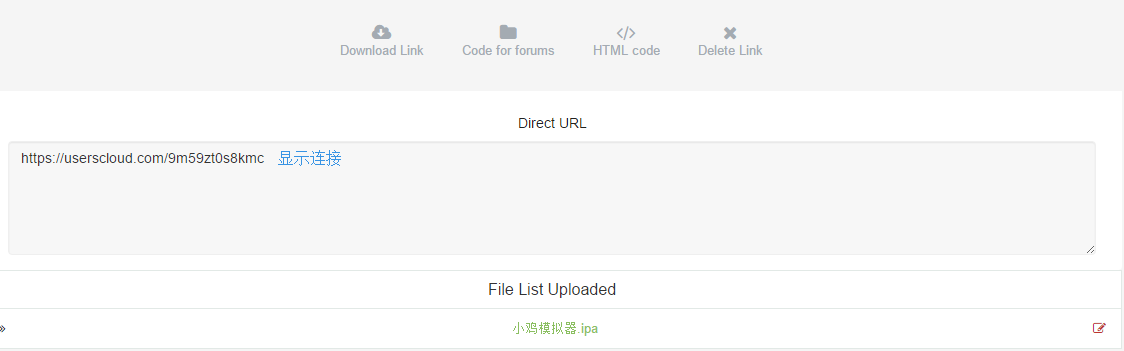 Download Link Code for forums HTML code Delete Link
Direct URL
https://userscloud.com/9m59zt0s8kmc 显示连接
File List Uploaded
» 小鸡模拟器.ipa